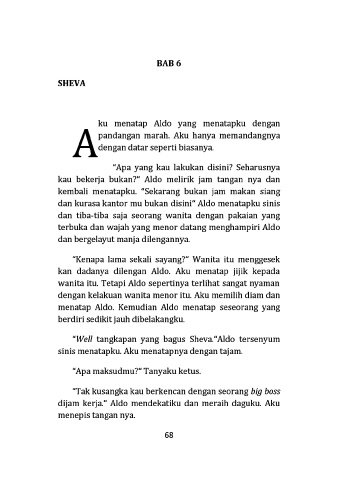 BAB 6
SHEVA
Aku menatap Aldo yang menatapku dengan
pandangan marah. Aku hanya memandangnya
dengan datar seperti biasanya.
"Apa yang kau lakukan disini? Seharusnya
kau bekerja bukan?" Aldo melirik jam tangan nya dan
kembali menatapku. "Sekarang bukan jam makan siang
dan kurasa kantor mu bukan disini" Aldo menatapu sinis
dan tiba-tiba saja seorang wanita dengan pakaian yang
terbuka dan wajah yang menor datang menghampiri Aldo
dan bergelayut manja dilengannya.
"Kenapa lama sekali sayang?" Wanita itu menggesek
kan dadanya dilengan Aldo. Aku menatap jijik kepada
wanita itu. Tetapi Aldo sepertinya terlihat sangat nyaman
dengan kelakuan wanita menor itu. Aku memilih diam dan
menatap Aldo. Kemudian Aldo menatap seseorang yang
berdiri sedikit jauh dibelakangku.
"Well tangkapan yang bagus Sheva."Aldo tersenyum
sinis menatapku. Aku menatapnya dengan tajam.
"Apa maksudmu?" Tanyaku ketus.
"Tak kusangka kau berkencan dengan seorang big boss
dijam kerja." Aldo mendekatiku dan meraih daguku. Aku
menepis tangan nya.
68